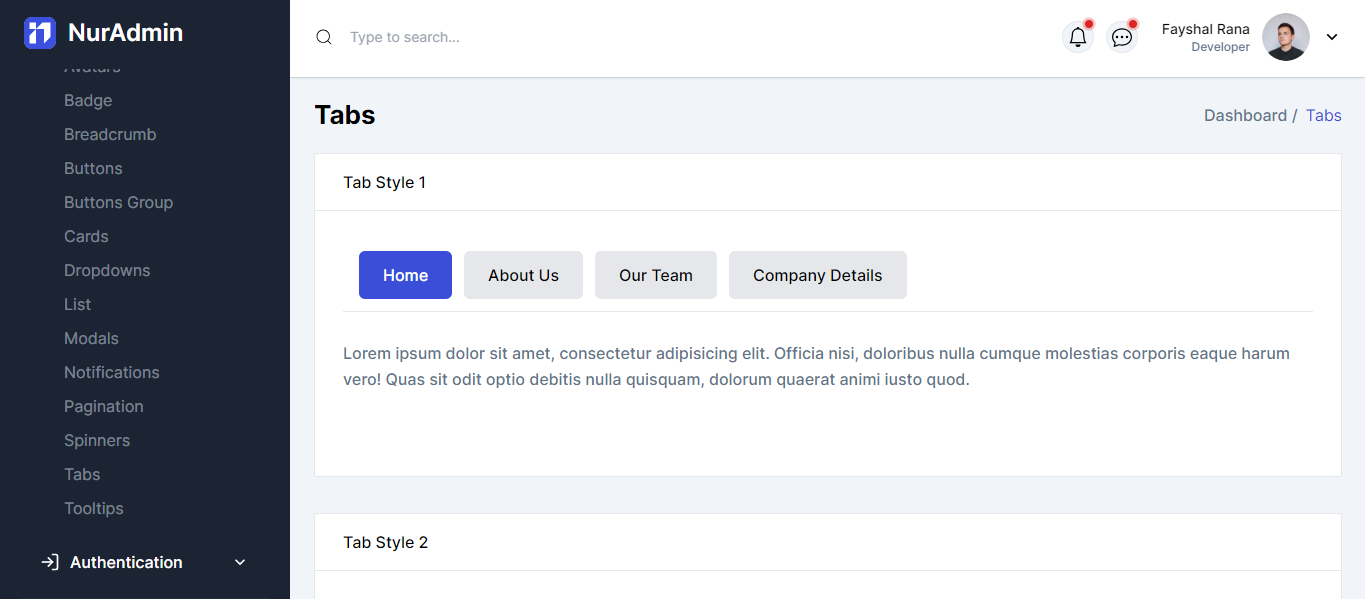 NurAdmin
Avatars
Badge
Breadcrumb
Buttons
Buttons Group
Cards
Dropdowns
List
Modals
Notifications
Pagination
Spinners
Tabs
Tooltips
Authentication
Type to search...
Fayshal Rana
Developer
Tabs
Dashboard / Tabs
Tab Style 1
Home About Us Our Team Company Details
Lorem ipsum dolor sit amet, consectetur adipisicing elit. Officia nisi, doloribus nulla cumque molestias corporis eaque harum
vero! Quas sit odit optio debitis nulla quisquam, dolorum quaerat animi iusto quod.
Tab Style 2